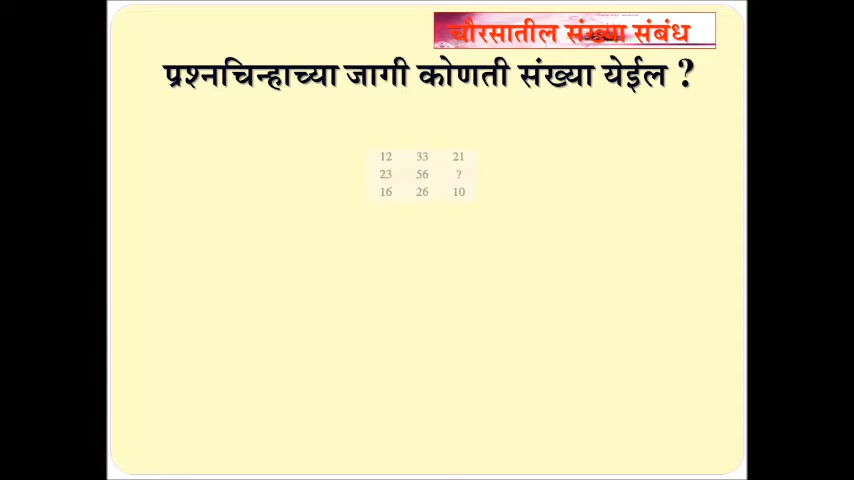 चौरसातील संख्या संबंध
प्रश्नचिन्हाच्या जागी कोणती संख्या येईल ?
12 33 21
23 56 ?
16 26 10